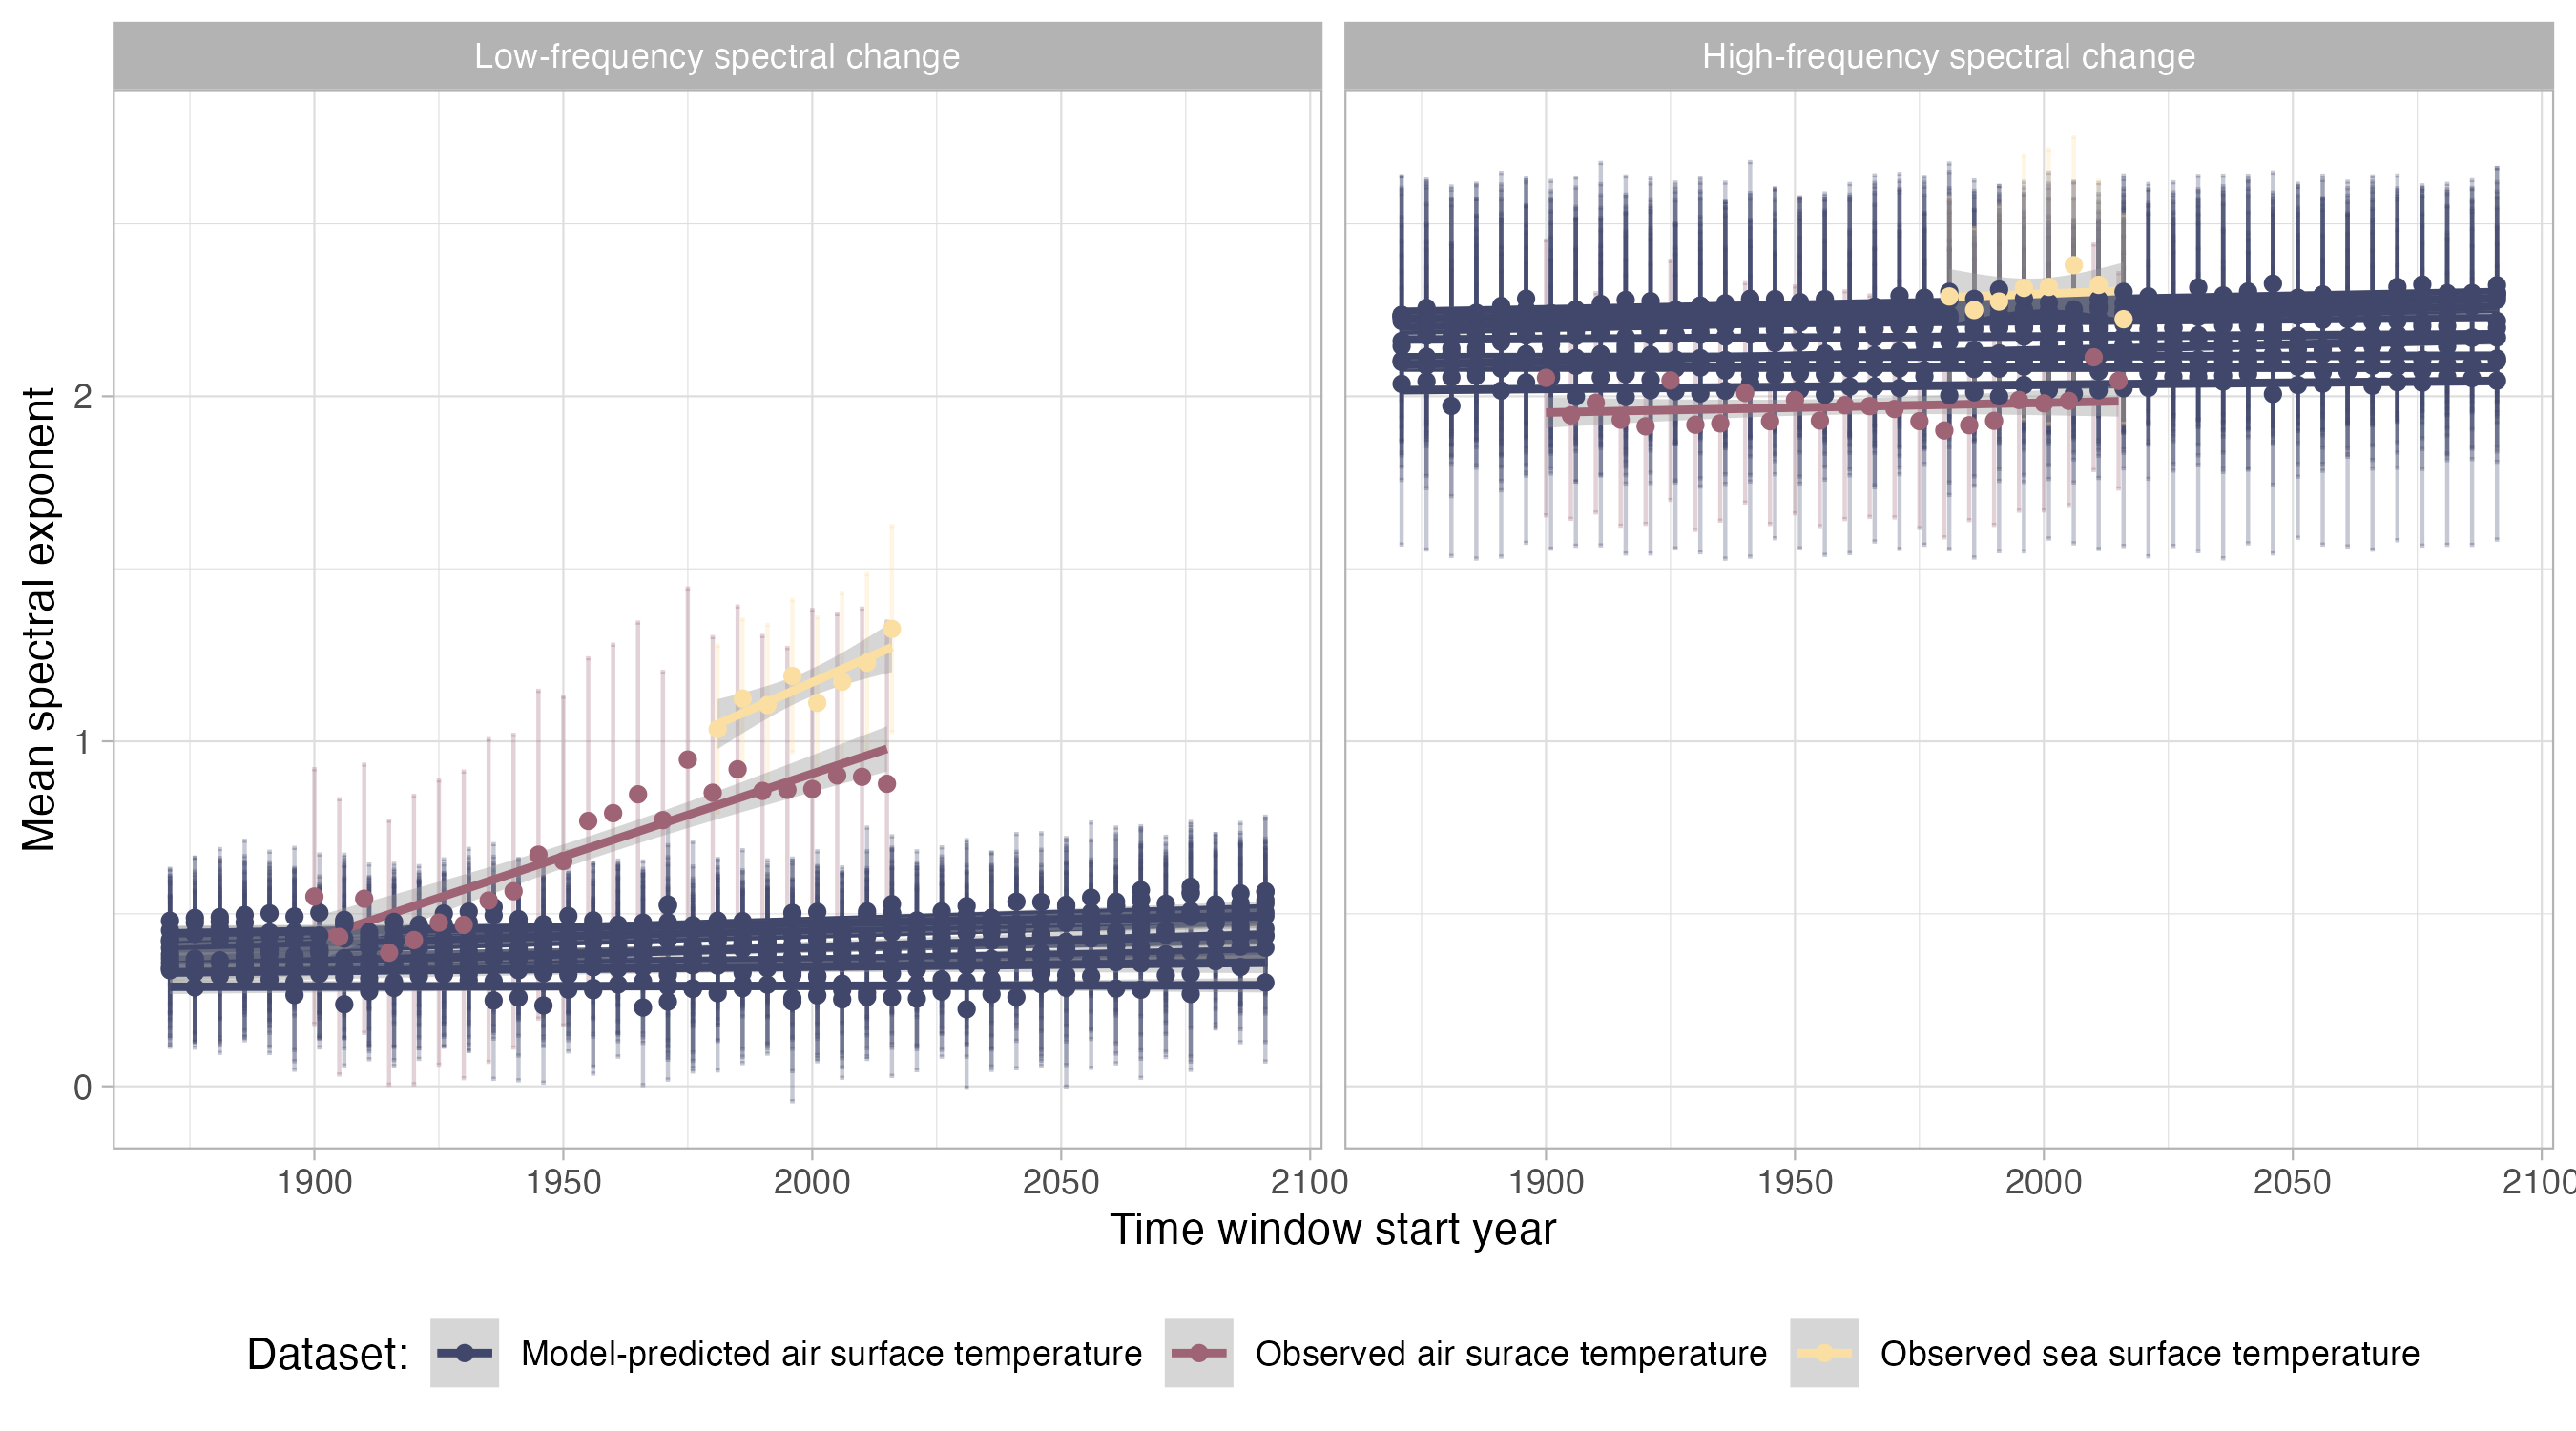 Low-frequency spectral change
High-frequency spectral change
Mean spectral exponent
2
1
0
1900 1950 2000 2050 2100
1900 1950 2000 2050 2100
Time window start year
Dataset: Model-predicted air surface temperature Observed air surace temperature Observed sea surface temperature